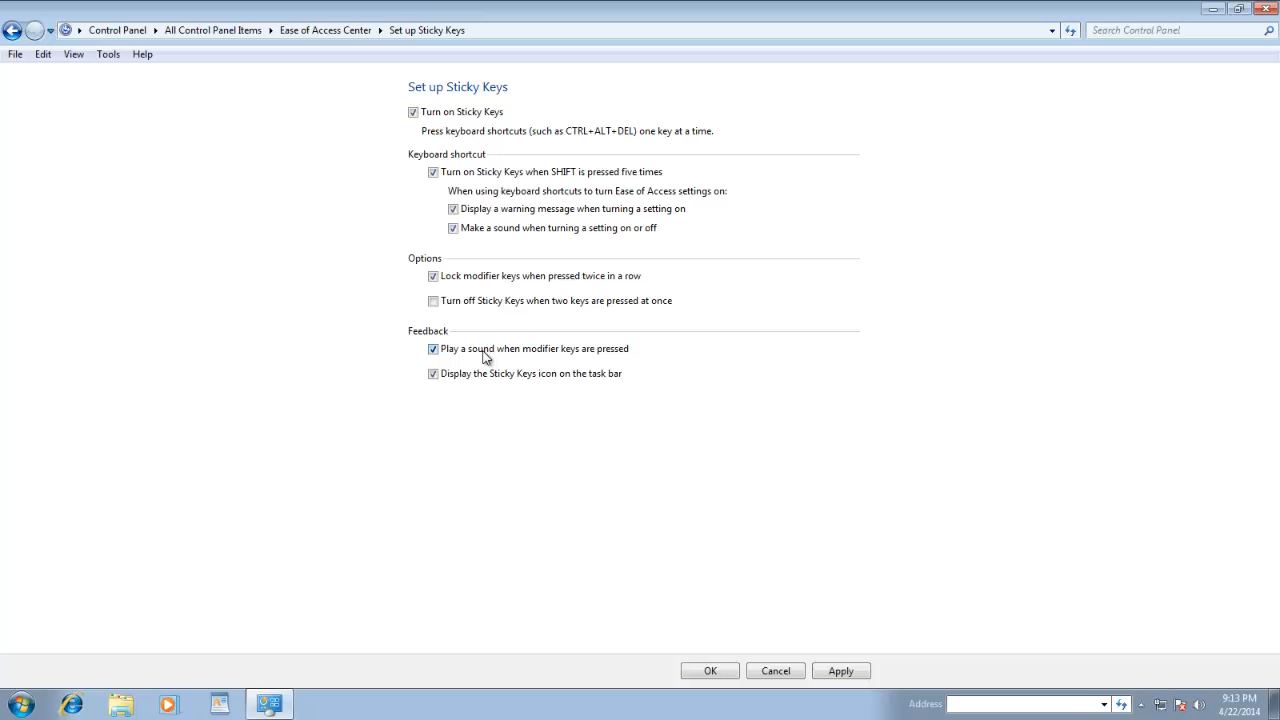 Control Panel
All Control Panel Items
Ease of Access Center
Set up Sticky Keys
Search Control Panel
File
Edit
View
Tools
Help
Set up Sticky Keys
Turn on Sticky Keys
Press keyboard shortcuts (such as CTRL+ALT+DEL) one key at a time.
Keyboard shortcut
Turn on Sticky Keys when SHIFT is pressed five times
When using keyboard shortcuts to turn Ease of Access settings on:
Display a warning message when turning a setting on
Make a sound when turning a setting on or off
Options
Lock modifier keys when pressed twice in a row
Turn off Sticky Keys when two keys are pressed at once
Feedback
Play a sound when modifier keys are pressed
Display the Sticky Keys icon on the task bar
OK
Cancel
Apply
Address
9:13 PM
4/22/2014